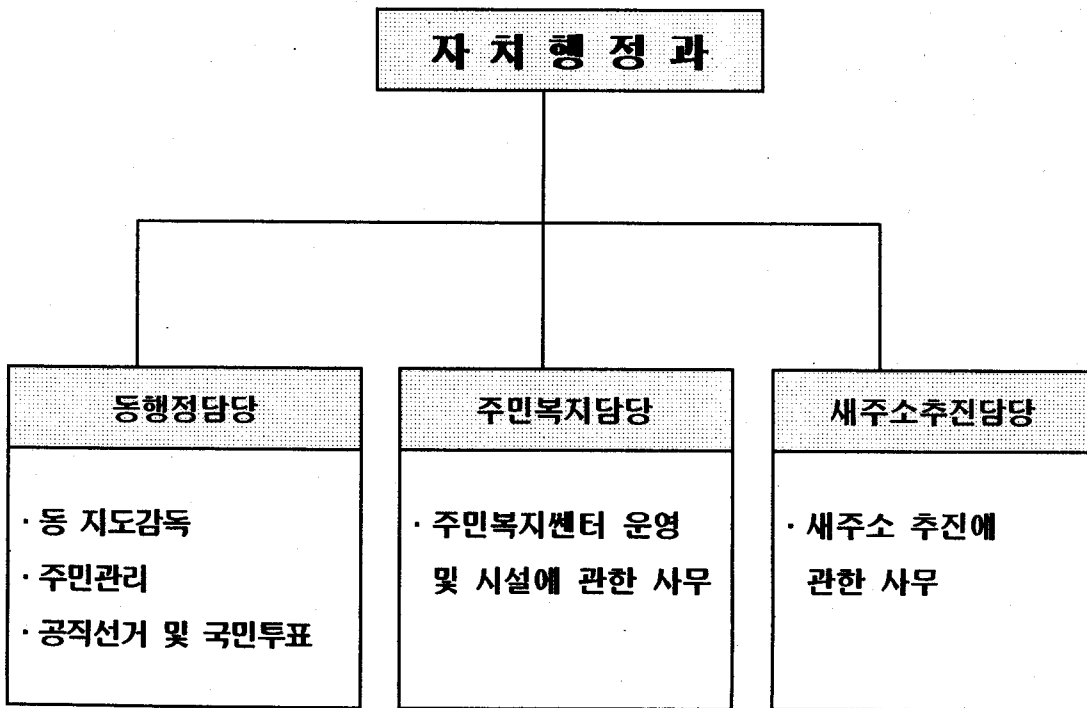 자 치 행 정 과
동행정담당
· 동 지도감독
· 주민관리
· 공직선거 및 국민투표
주민복지담당
· 주민복지쎈터 운영
및 시설에 관한 사무
새주소추진담당
· 새주소 추진에
관한 사무